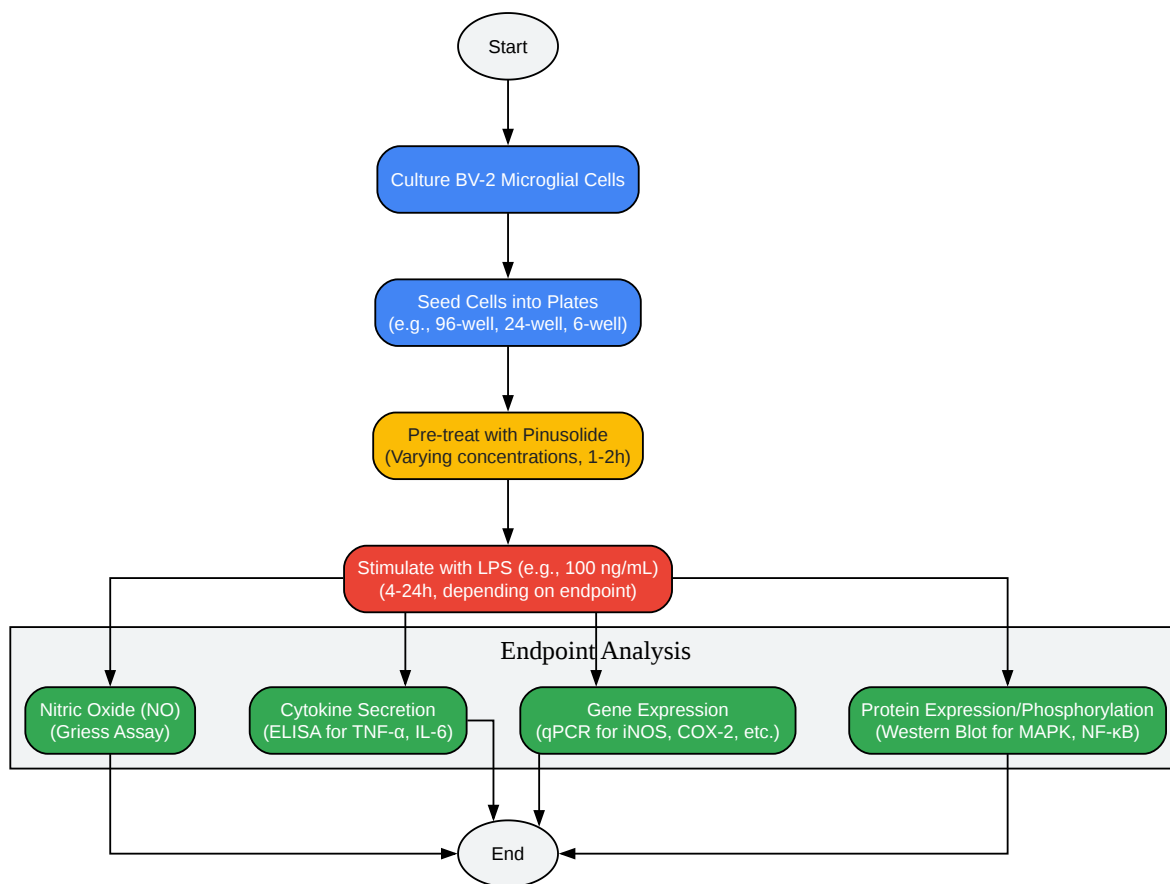 Start
Culture BV-2 Microglial Cells
Seed Cells into Plates
(e.g., 96-well, 24-well, 6-well)
Pre-treat with Pinusolide
(Varying concentrations, 1-2h)
Stimulate with LPS (e.g., 100 ng/mL)
(4-24h, depending on endpoint)
Endpoint Analysis
Nitric Oxide (NO)
(Griess Assay)
Cytokine Secretion
(ELISA for TNF-α, IL-6)
Gene Expression
(qPCR for iNOS, COX-2, etc.)
Protein Expression/Phosphorylation
(Western Blot for MAPK, NF-κB)
End